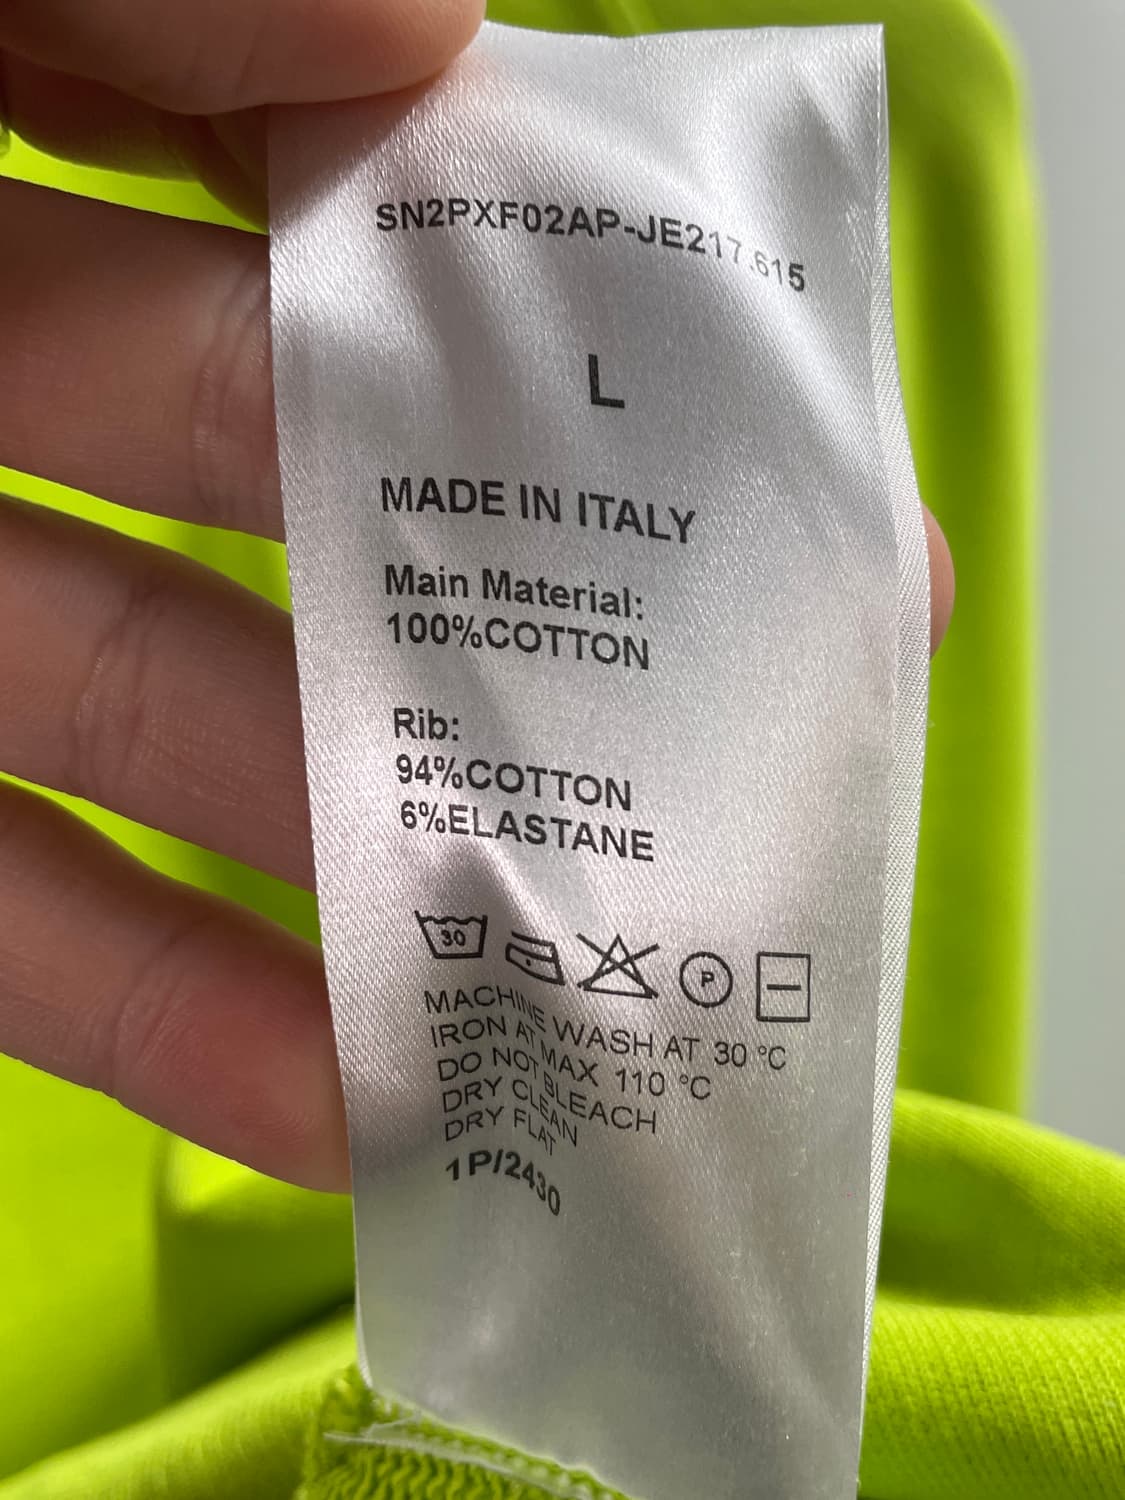 SN2PXF02AP-JE217.615
L
MADE IN ITALY
Main Material:
100%COTTON
Rib:
94%COTTON
6%ELASTANE
30 P
MACHINE WASH AT 30 °C
IRON AT MAX 110 °C
DO NOT BLEACH
DRY CLEAN
DRY FLAT
1P/2430